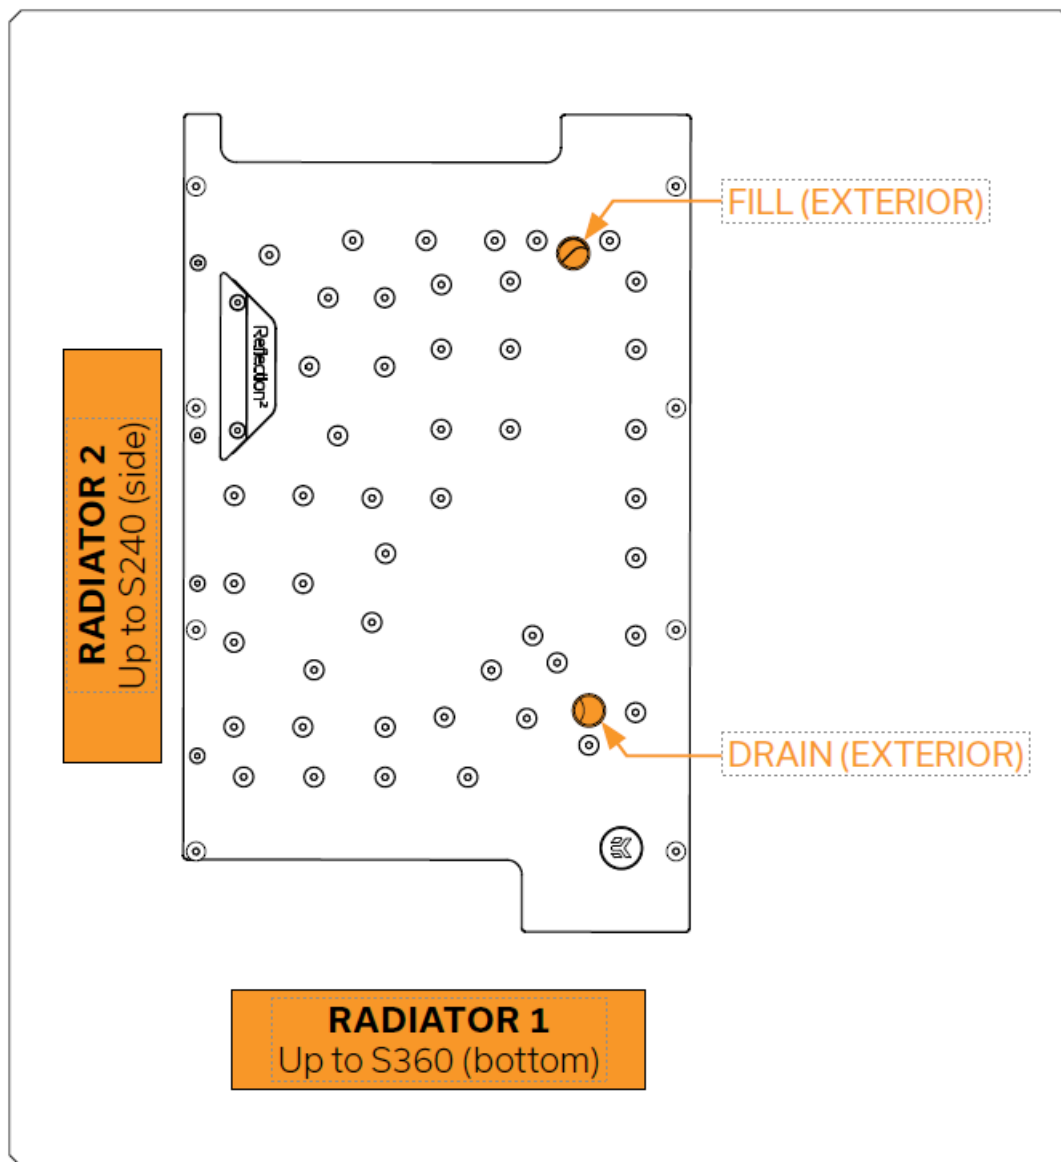 FILL (EXTERIOR)
Reflection²
RADIATOR 2
Up to S240 (side)
DRAIN (EXTERIOR)
RADIATOR 1
Up to S360 (bottom)